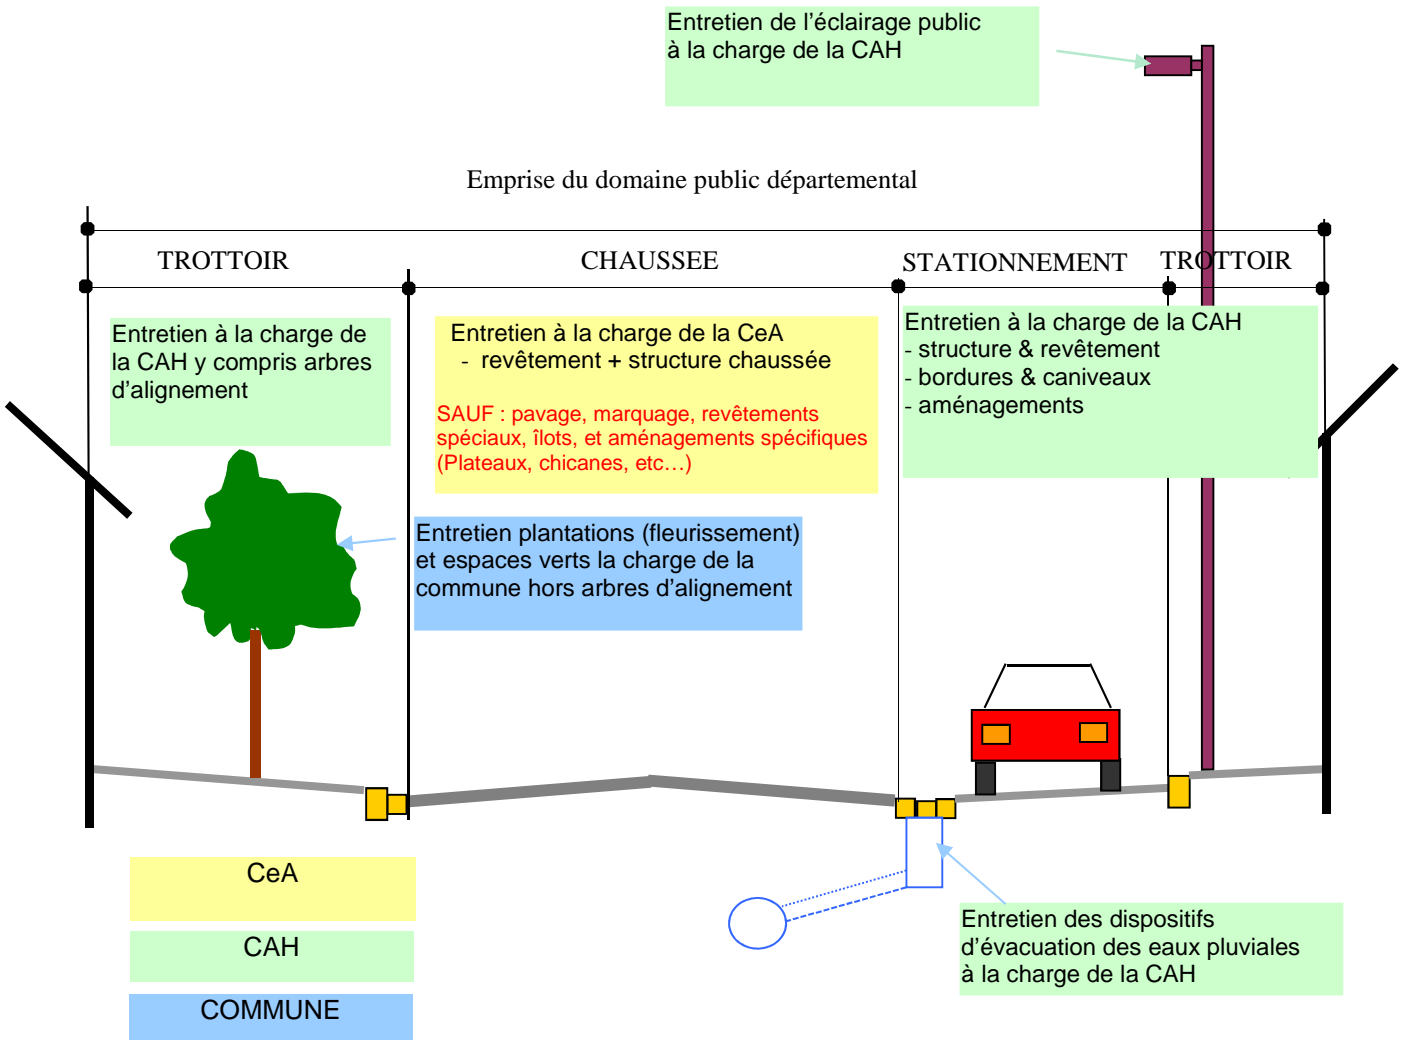 Entretien de l'éclairage public
à la charge de la CAH
Emprise du domaine public départemental
TROTTOIR
CHAUSSEE
STATIONNEMENT
TROTTOIR
Entretien à la charge de
la CAH y compris arbres
d'alignement
Entretien à la charge de la CeA
- revêtement + structure chaussée
SAUF : pavage, marquage, revêtements
spéciaux, îlots, et aménagements spécifiques
(Plateaux, chicanes, etc…)
Entretien à la charge de la CAH
- structure & revêtement
- bordures & caniveaux
- aménagements
Entretien plantations (fleurissement)
et espaces verts la charge de la
commune hors arbres d'alignement
CeA
CAH
COMMUNE
Entretien des dispositifs
d'évacuation des eaux pluviales
à la charge de la CAH